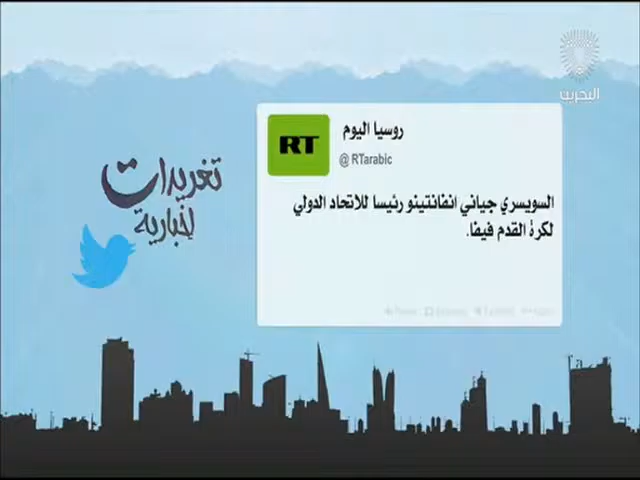 البحرين
تغريدات
إخبارية
RT
روسيا اليوم
@RTarabic
السويسري جياني انفانتينو رئيسا للاتحاد الدولي
لكرة القدم فيفا.